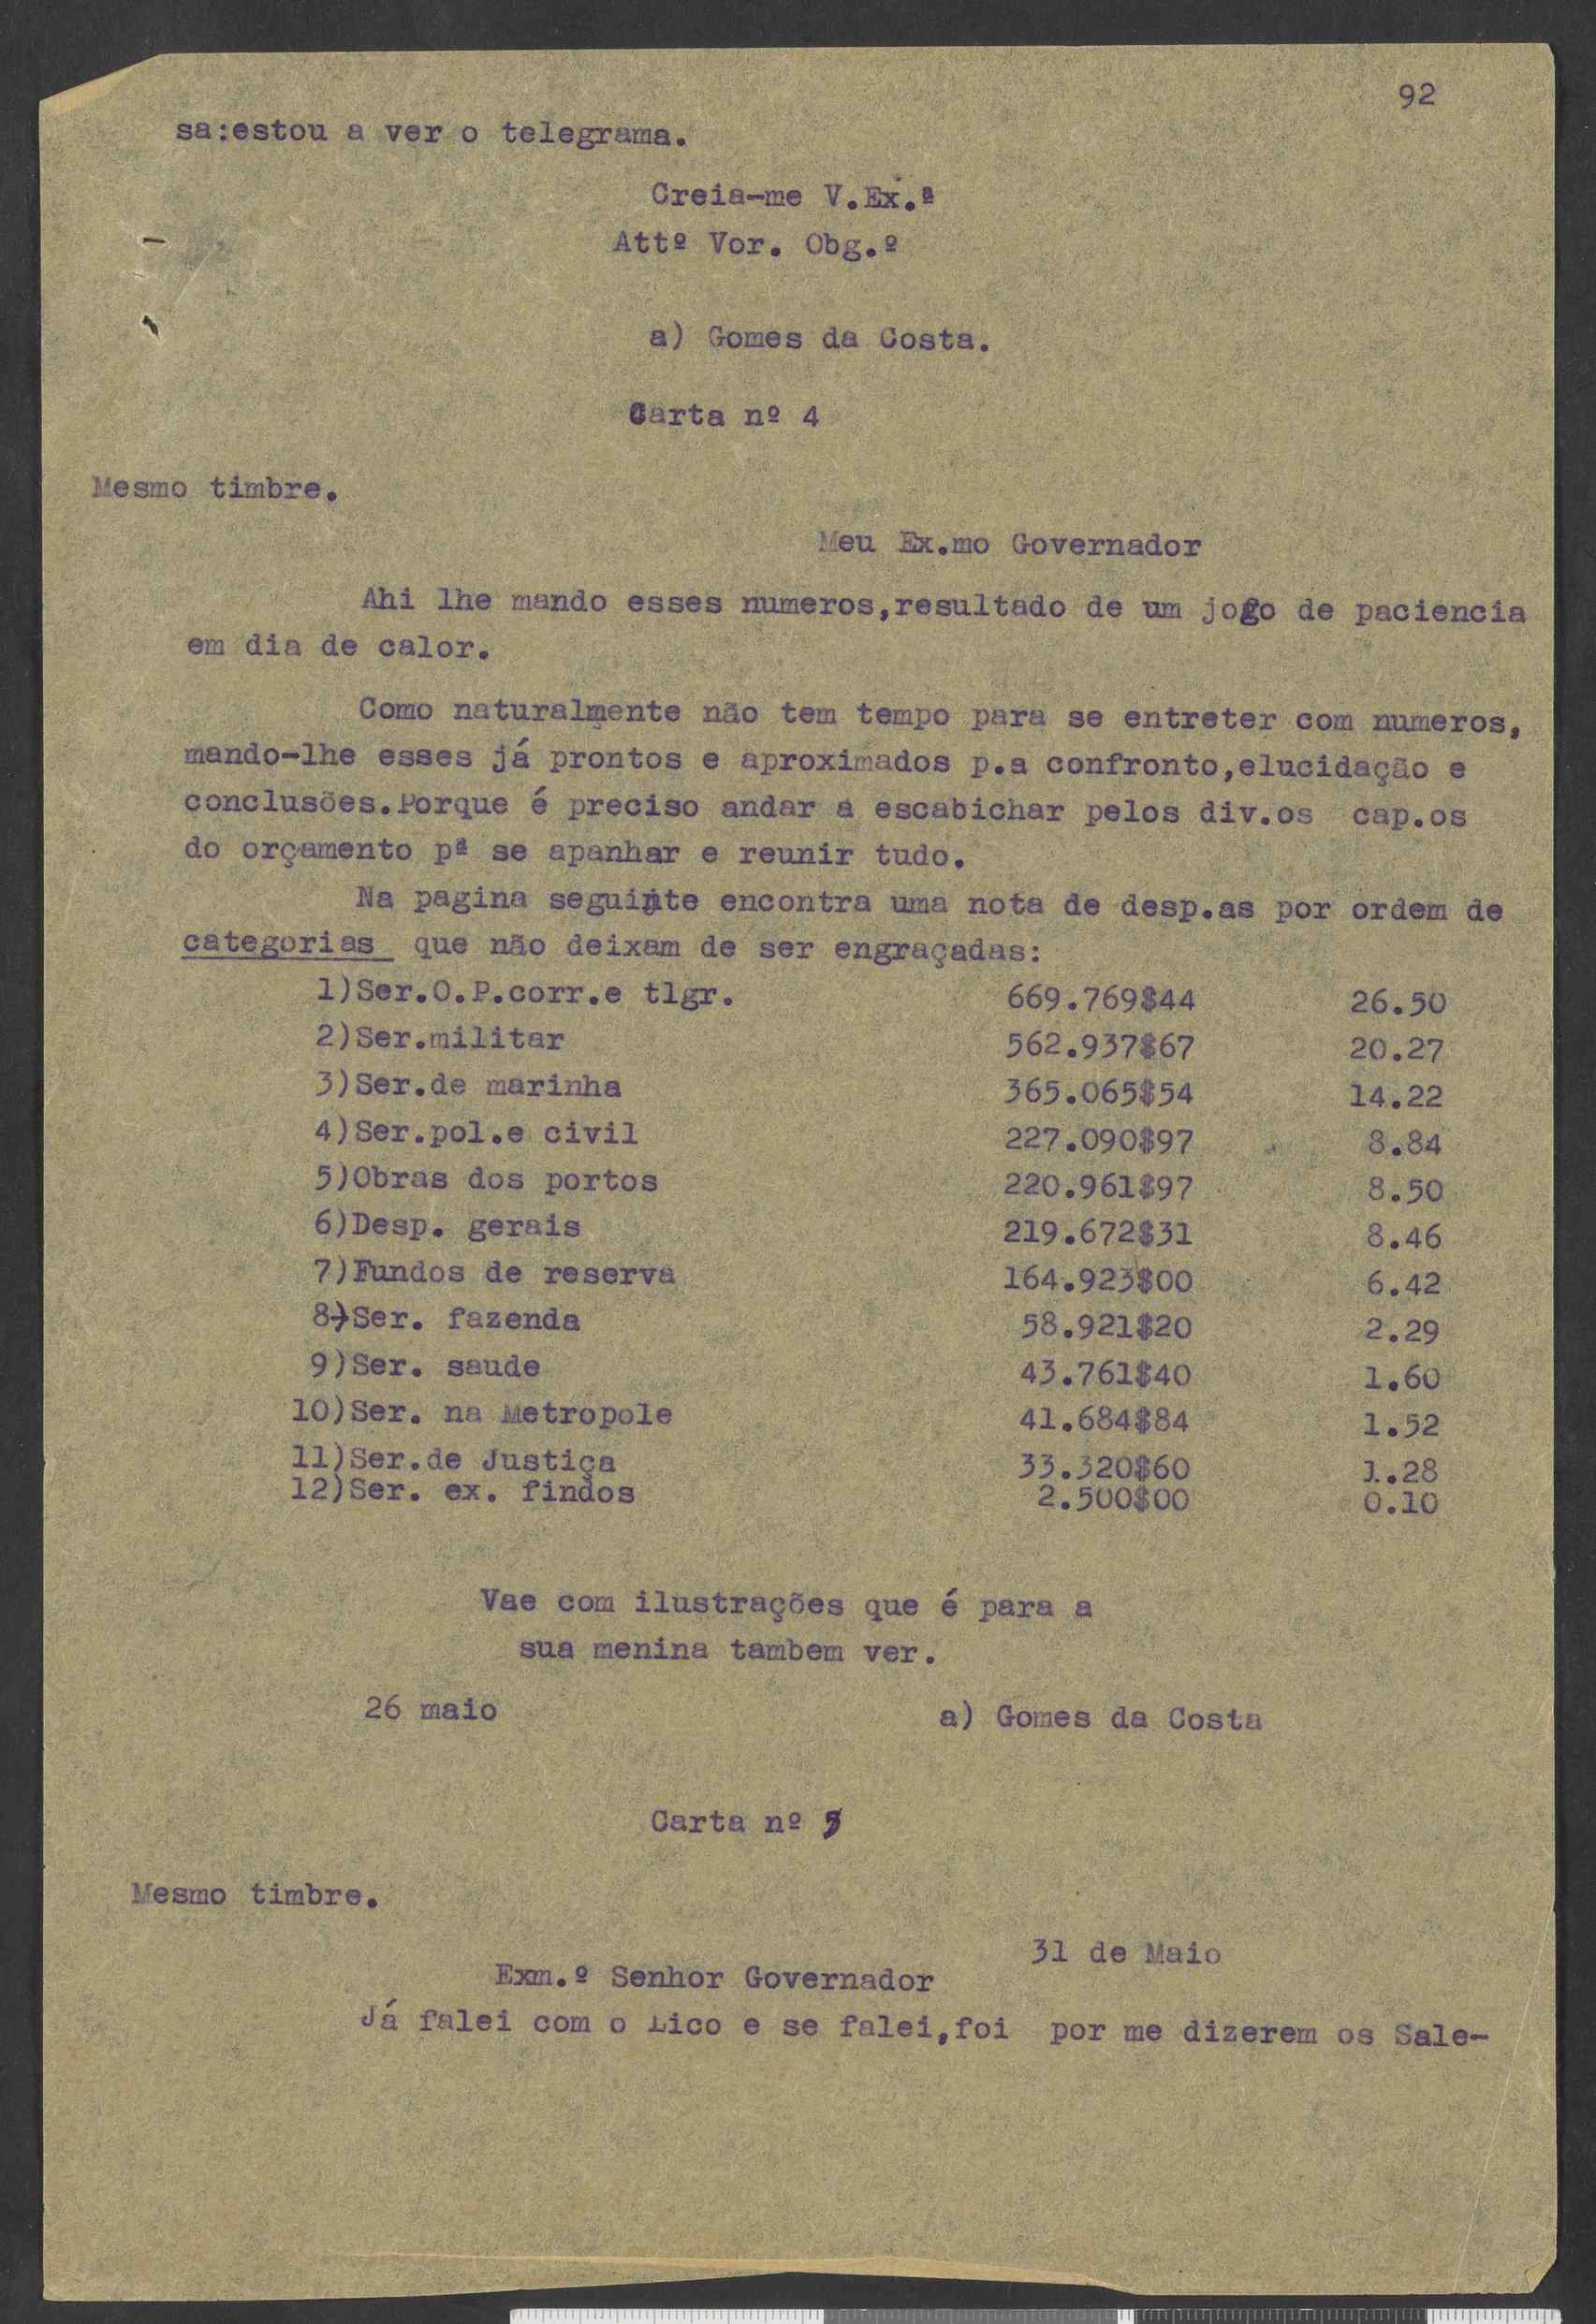 92
sa:estou a ver o telegrama.
Creia-me V.Ex.ª
Attº Vor. Obg.º
a) Gomes da Costa.
Carta nº 4
Mesmo timbre.
Meu Ex.mo Governador
Ahi lhe mando esses numeros,resultado de um jogo de paciencia
em dia de calor.
Como naturalmente não tem tempo para se entreter com numeros,
mando-lhe esses já prontos e aproximados p.a confronto,elucidação e
conclusões.Porque é preciso andar a escabichar pelos div.os cap.os
do orçamento pª se apanhar e reunir tudo.
Na pagina seguinte encontra uma nota de desp.as por ordem de
categorias que não deixam de ser engraçadas:
1)Ser.O.P.corr.e tlgr. 669.769$44 26.50
2)Ser.militar 562.937$67 20.27
3)Ser.de marinha 365.065$54 14.22
4)Ser.pol.e civil 227.090$97 8.84
5)Obras dos portos 220.961$97 8.50
6)Desp. gerais 219.672$31 8.46
7)Fundos de reserva 164.923$00 6.42
8)Ser. fazenda 58.921$20 2.29
9)Ser. saude 43.761$40 1.60
10)Ser. na Metropole 41.684$84 1.52
11)Ser.de Justiça 33.320$60 1.28
12)Ser. ex. findos 2.500$00 0.10
Vae com ilustrações que é para a
sua menina tambem ver.
26 maio a) Gomes da Costa
Carta nº 5
Mesmo timbre.
31 de Maio
Exm.º Senhor Governador
Já falei com o Lico e se falei,foi por me dizerem os Sale-